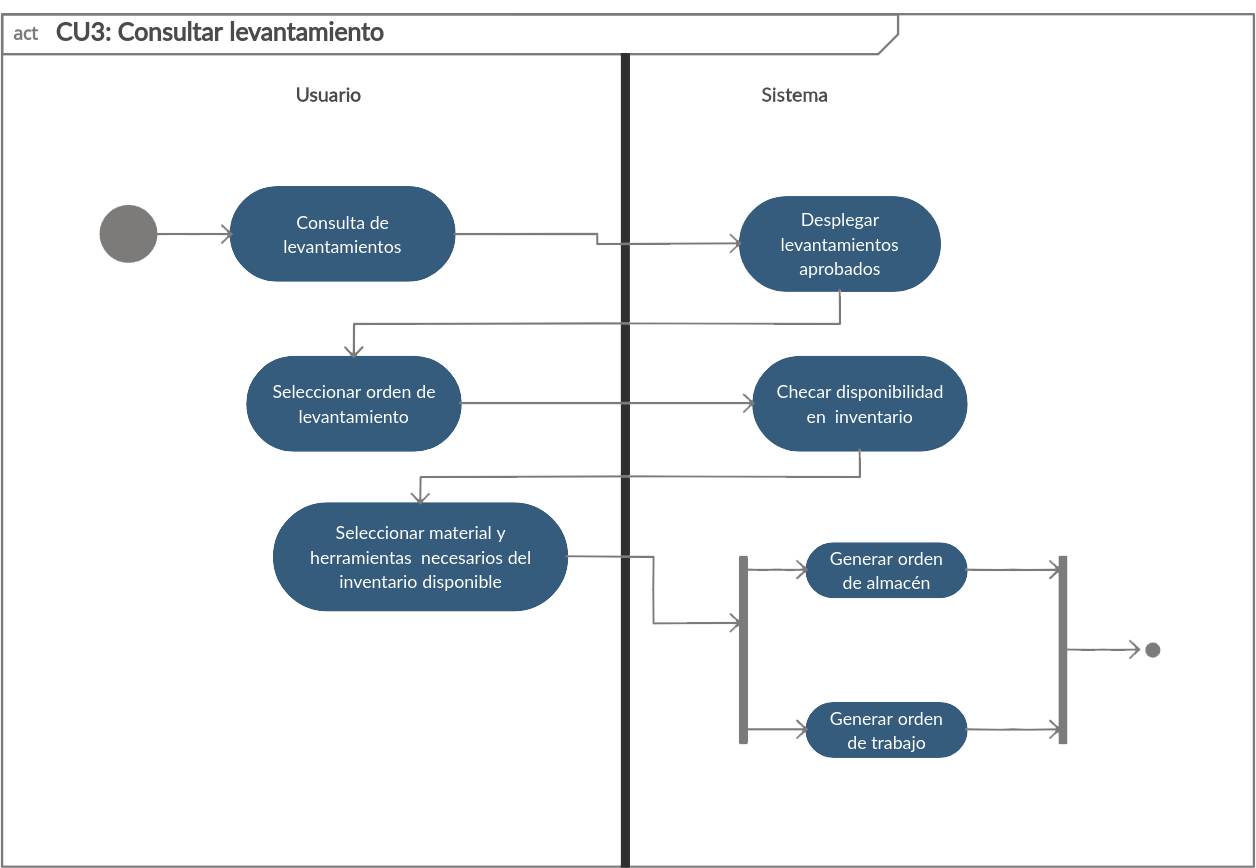 act CU3: Consultar levantamiento
Usuario
Sistema
Consulta de
levantamientos
Desplegar
levantamientos
aprobados
Seleccionar orden de
levantamiento
Checar disponibilidad
en inventario
Seleccionar material y
herramientas necesarios del
inventario disponible
Generar orden
de almacén
Generar orden
de trabajo